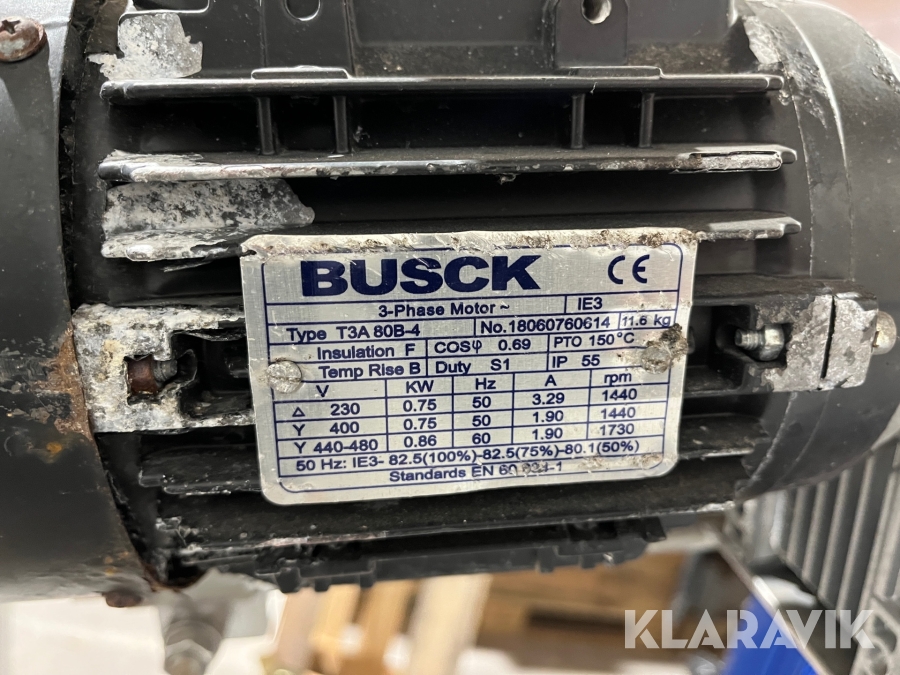 BUSCK CE
3-Phase Motor ~ IE3
Type T3A 80B-4 No.18060760614 11.6 kg
Insulation F COSφ 0.69 PTO 150°C
Temp Rise B Duty S1 IP 55
V KW Hz A rpm
Δ 230 0.75 50 3.29 1440
Y 400 0.75 50 1.90 1440
Y 440-480 0.86 60 1.90 1730
50 Hz: IE3- 82.5(100%)-82.5(75%)-80.1(50%)
Standards EN
KLARAVIK